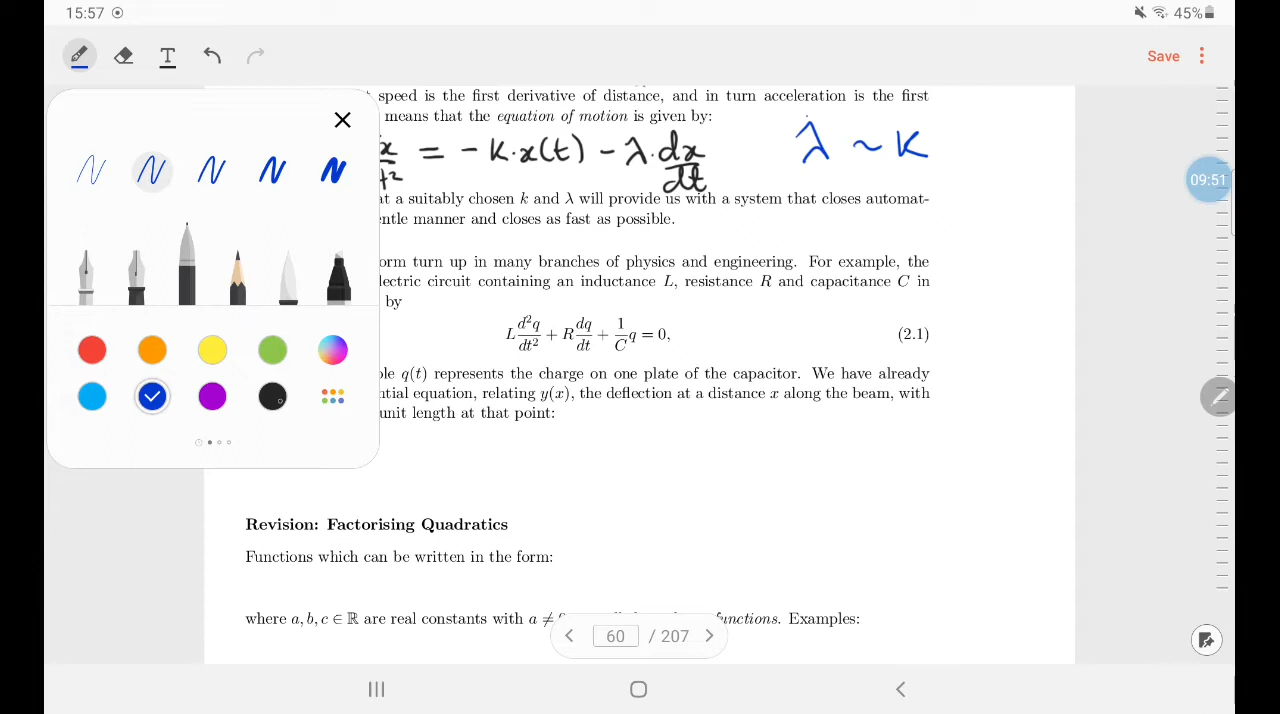 15:57
45%
T
Save
speed is the first derivative of distance, and in turn acceleration is the first
means that the equation of motion is given by:
= -k·x(t) - λ·dx/dt
λ ~ k
09:51
at a suitably chosen k and λ will provide us with a system that closes automat-
ntle manner and closes as fast as possible.
orm turn up in many branches of physics and engineering. For example, the
lectric circuit containing an inductance L, resistance R and capacitance C in
by
L d²q/dt² + R dq/dt + 1/C q = 0, (2.1)
ble q(t) represents the charge on one plate of the capacitor. We have already
ntial equation, relating y(x), the deflection at a distance x along the beam, with
unit length at that point:
Revision: Factorising Quadratics
Functions which can be written in the form:
where a, b, c ∈ ℝ are real constants with a ≠ functions. Examples:
60 / 207